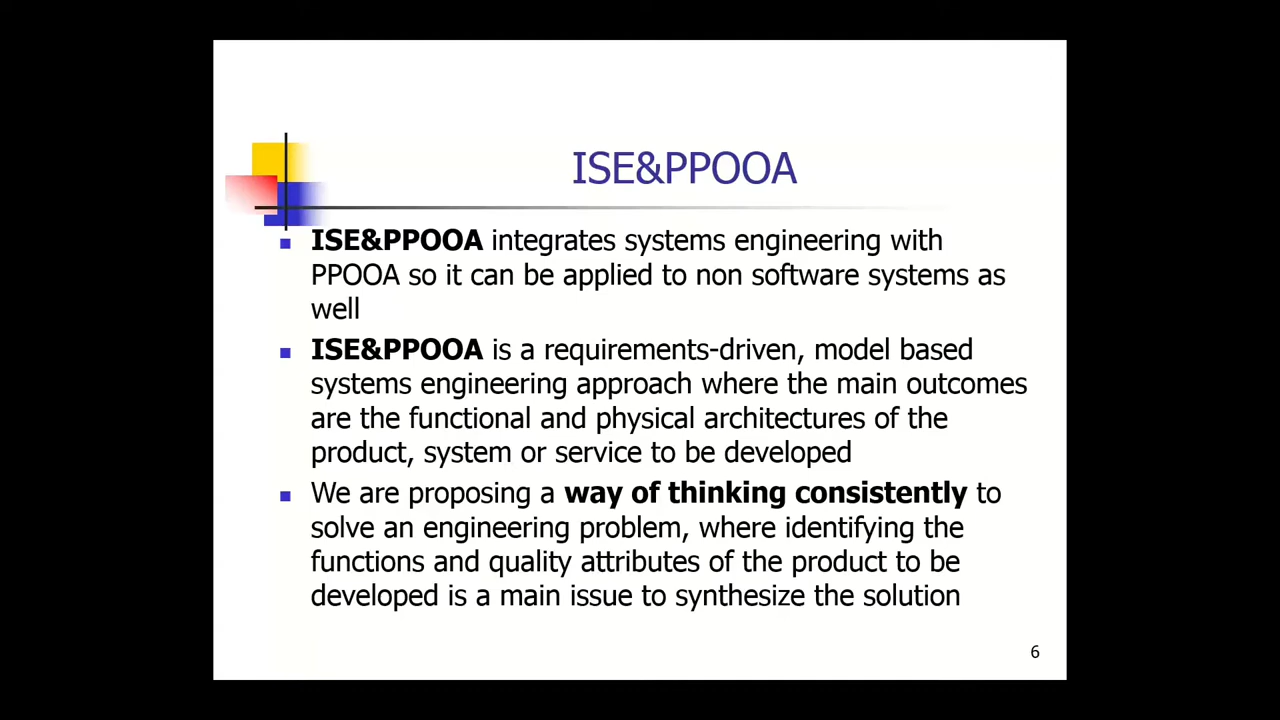 ISE&PPOOA
ISE&PPOOA integrates systems engineering with
PPOOA so it can be applied to non software systems as
well
ISE&PPOOA is a requirements-driven, model based
systems engineering approach where the main outcomes
are the functional and physical architectures of the
product, system or service to be developed
We are proposing a way of thinking consistently to
solve an engineering problem, where identifying the
functions and quality attributes of the product to be
developed is a main issue to synthesize the solution
6